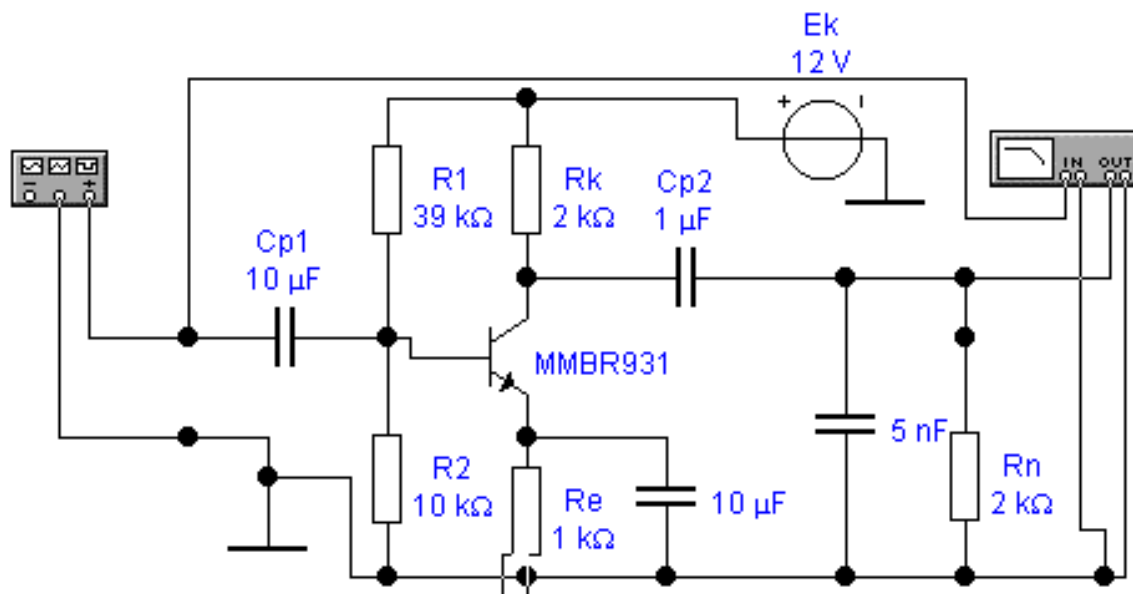 Ek
12 V
IN OUT
R1
39 kΩ
Rk
2 kΩ
Cp2
1 µF
Cp1
10 µF
MMBR931
R2
10 kΩ
Re
1 kΩ
10 µF
5 nF
Rn
2 kΩ